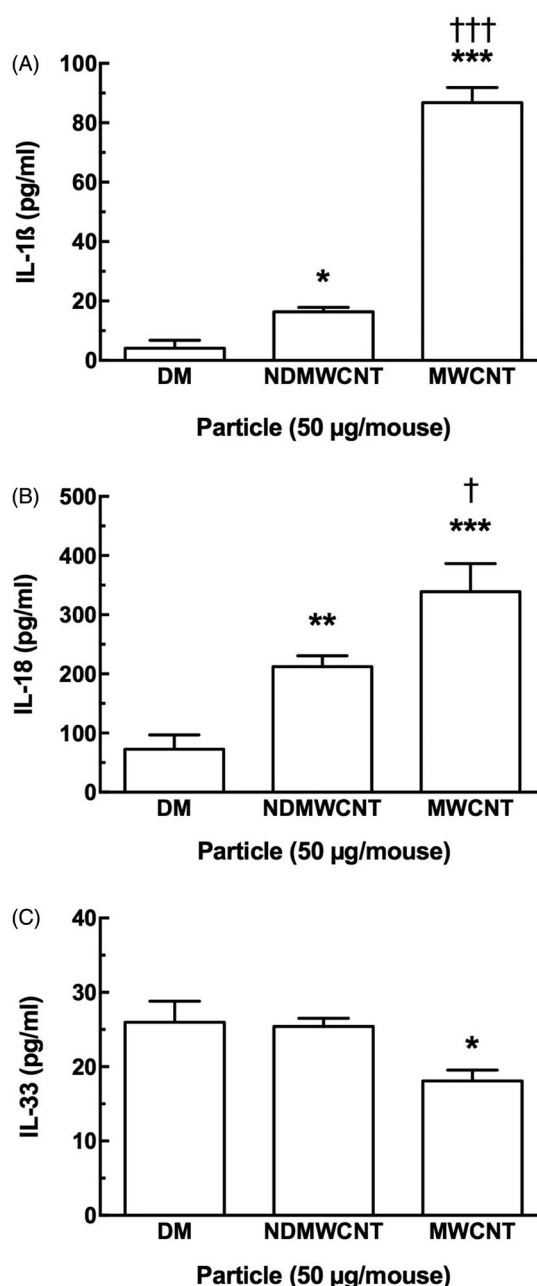 (A)
†††
***
*
100
80
60
40
20
0
IL-1ß (pg/ml)
DM NDMWCNT MWCNT
Particle (50 µg/mouse)
(B)
†
***
**
500
400
300
200
100
0
IL-18 (pg/ml)
DM NDMWCNT MWCNT
Particle (50 µg/mouse)
(C)
*
40
30
20
10
0
IL-33 (pg/ml)
DM NDMWCNT MWCNT
Particle (50 µg/mouse)